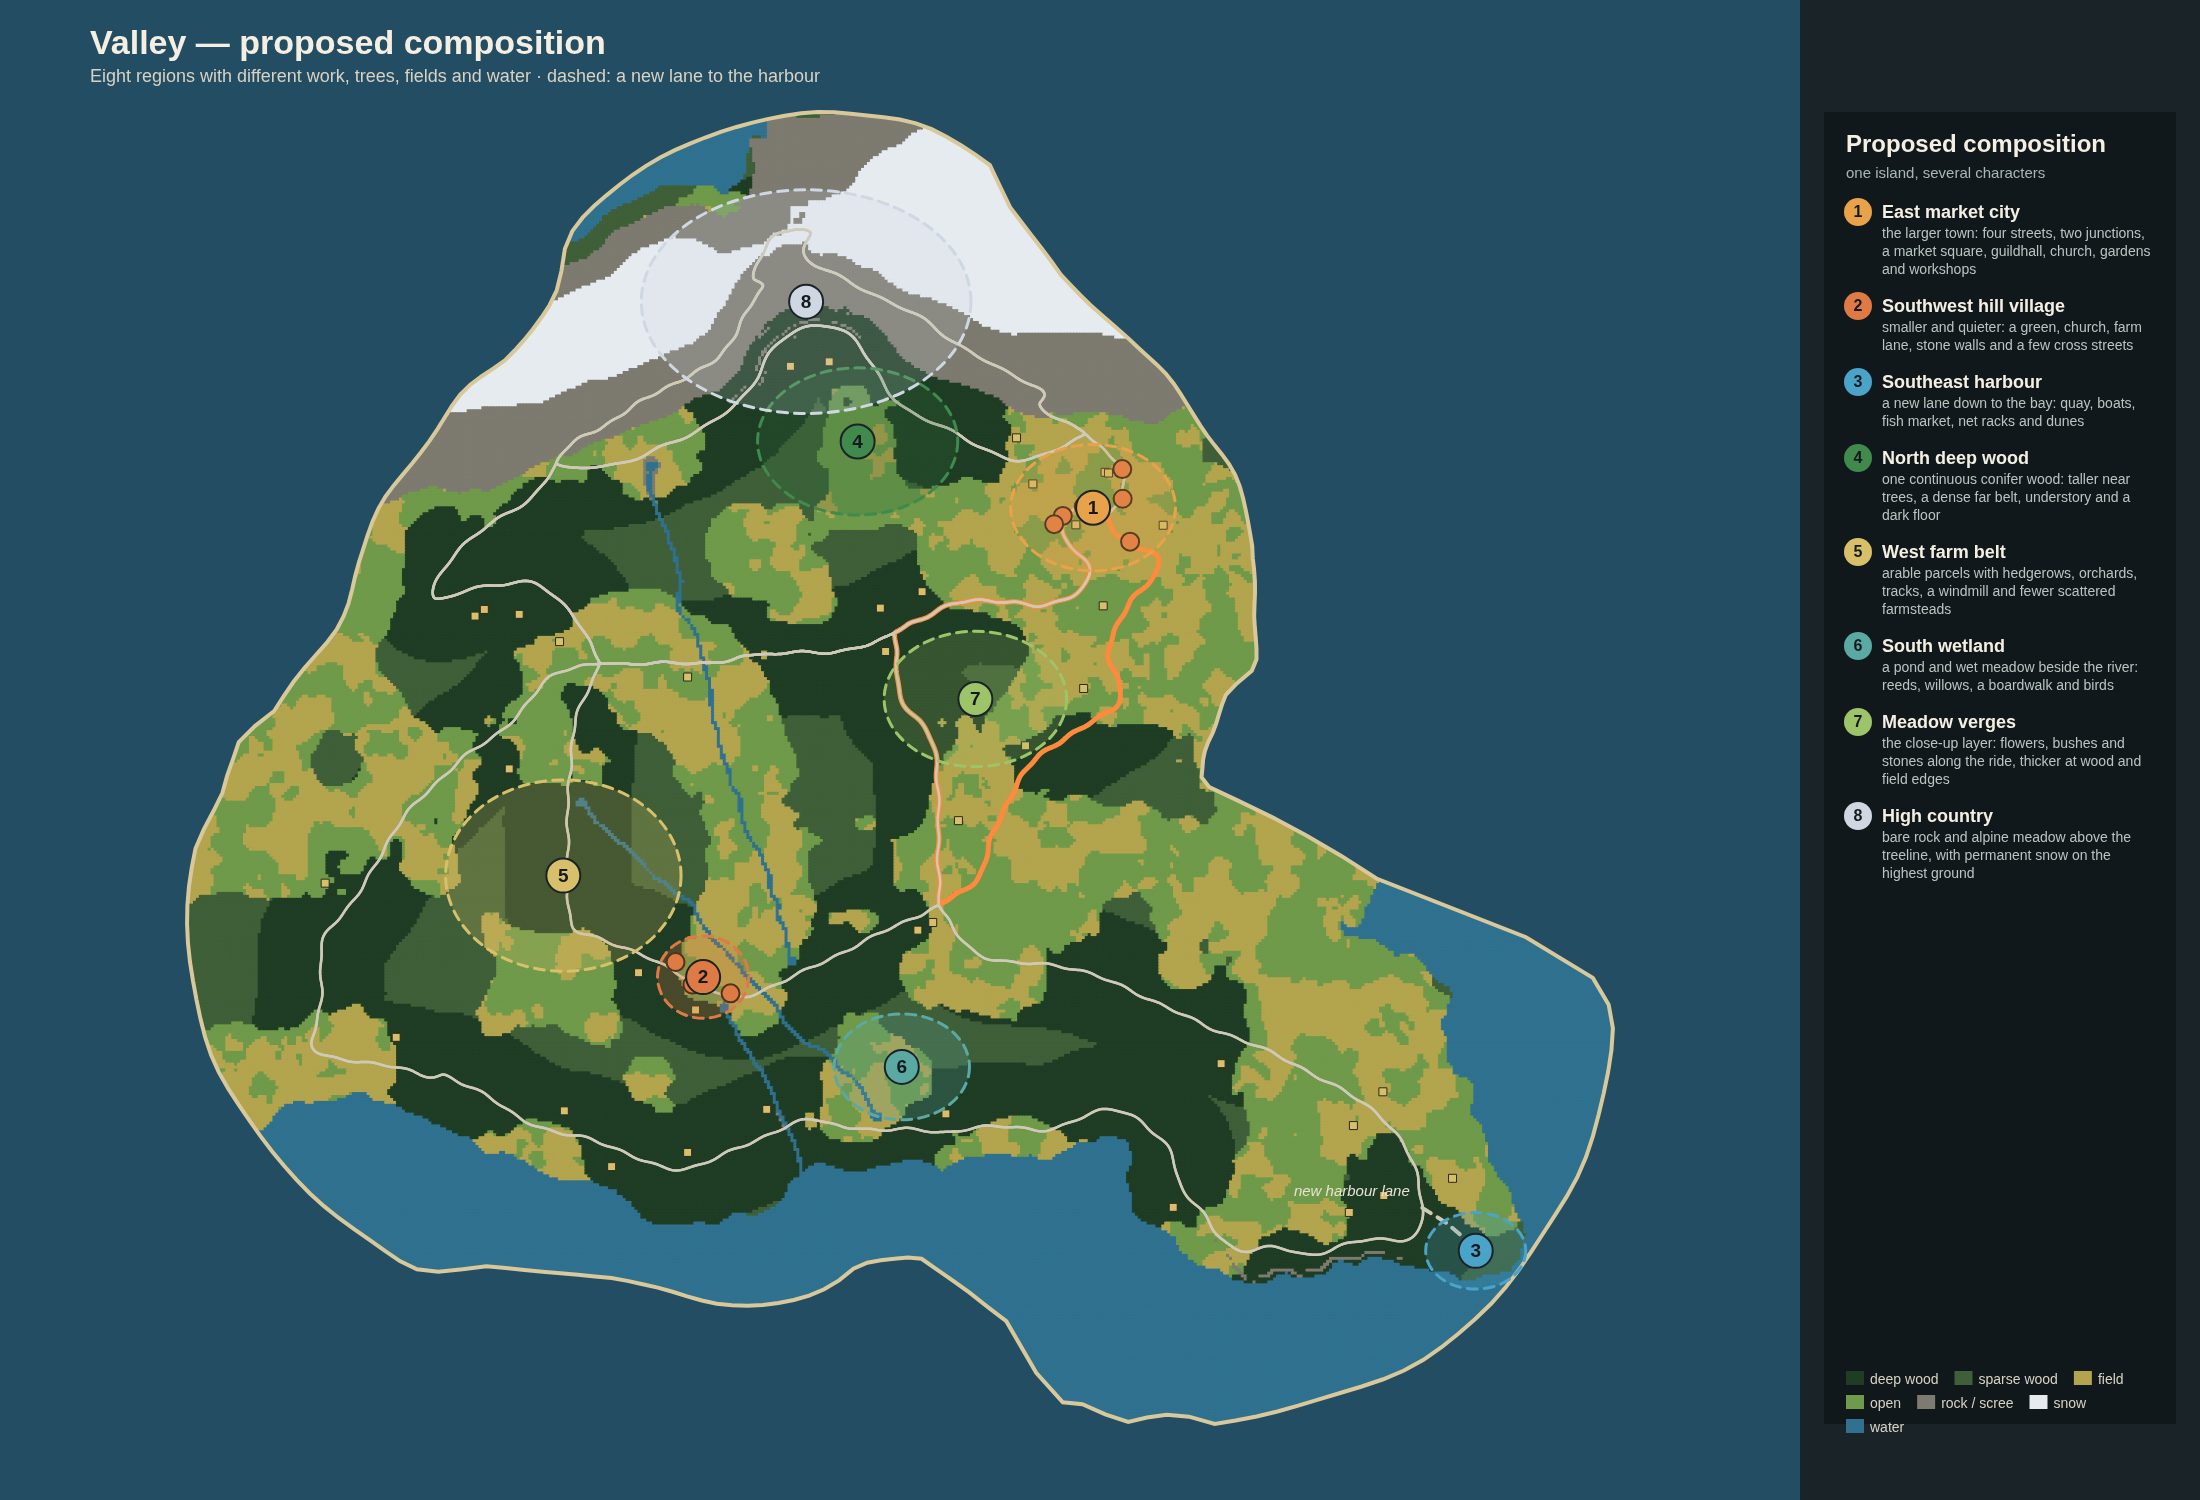 Valley — proposed composition
Eight regions with different work, trees, fields and water · dashed: a new lane to the harbour
8
4
1
7
5
2
6
new harbour lane
3
Proposed composition
one island, several characters
1 East market city
the larger town: four streets, two junctions,
a market square, guildhall, church, gardens
and workshops
2 Southwest hill village
smaller and quieter: a green, church, farm
lane, stone walls and a few cross streets
3 Southeast harbour
a new lane down to the bay: quay, boats,
fish market, net racks and dunes
4 North deep wood
one continuous conifer wood: taller near
trees, a dense far belt, understory and a
dark floor
5 West farm belt
arable parcels with hedgerows, orchards,
tracks, a windmill and fewer scattered
farmsteads
6 South wetland
a pond and wet meadow beside the river:
reeds, willows, a boardwalk and birds
7 Meadow verges
the close-up layer: flowers, bushes and
stones along the ride, thicker at wood and
field edges
8 High country
bare rock and alpine meadow above the
treeline, with permanent snow on the
highest ground
deep wood sparse wood field
open rock / scree snow
water